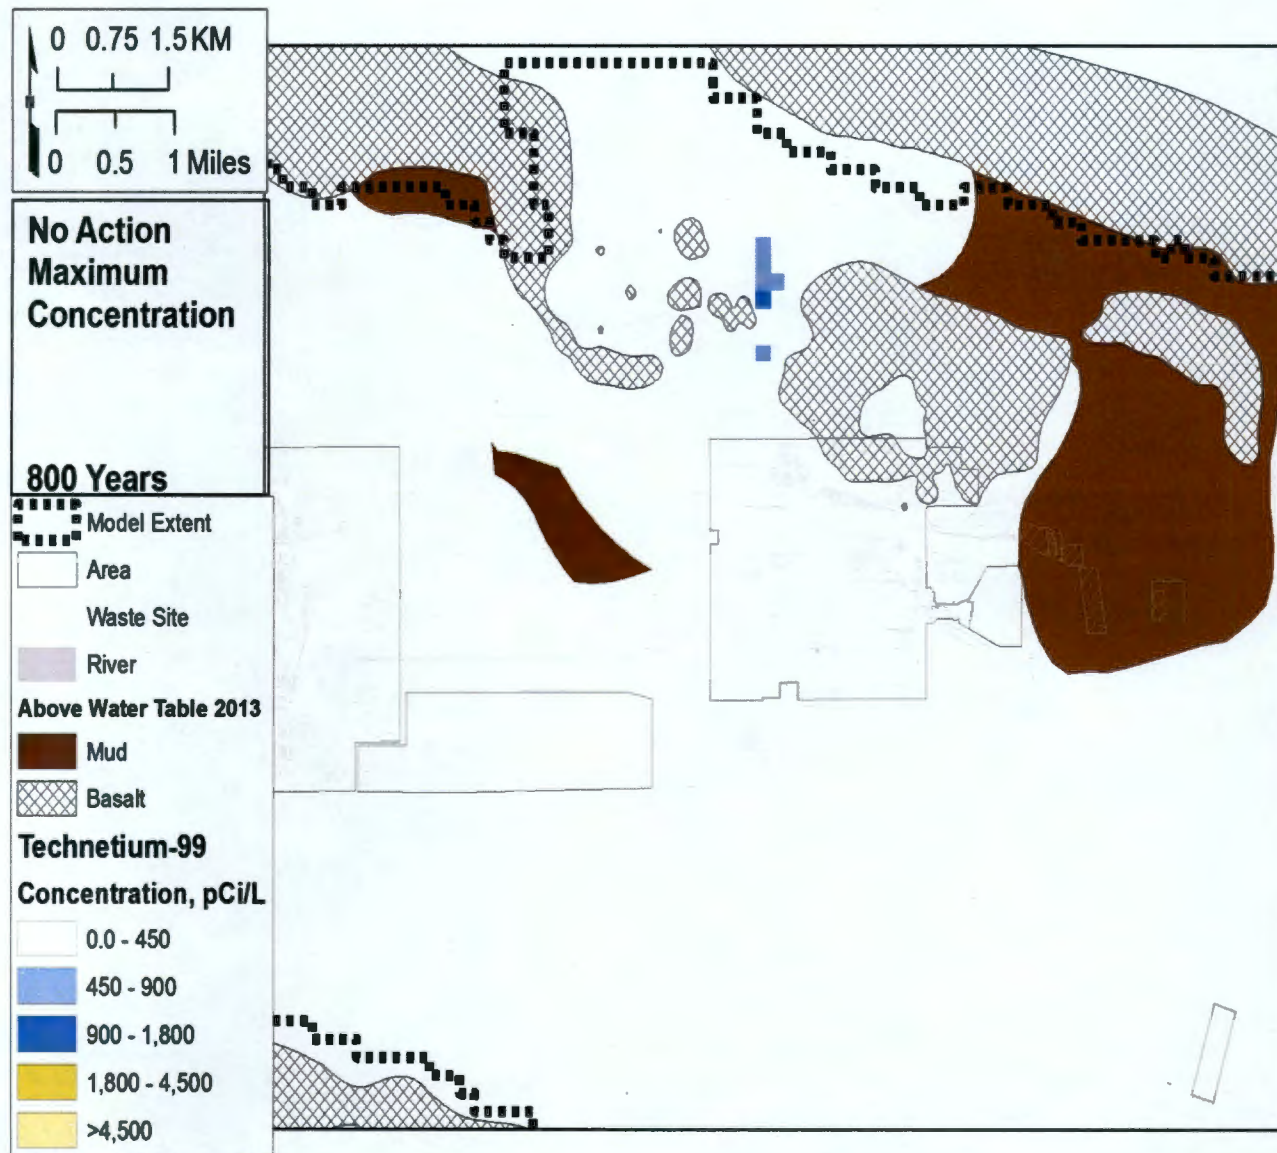 0 0.75 1.5 KM
0 0.5 1 Miles
No Action
Maximum
Concentration
800 Years
Model Extent
Area
Waste Site
River
Above Water Table 2013
Mud
Basalt
Technetium-99
Concentration, pCi/L
0.0 - 450
450 - 900
900 - 1,800
1,800 - 4,500
>4,500